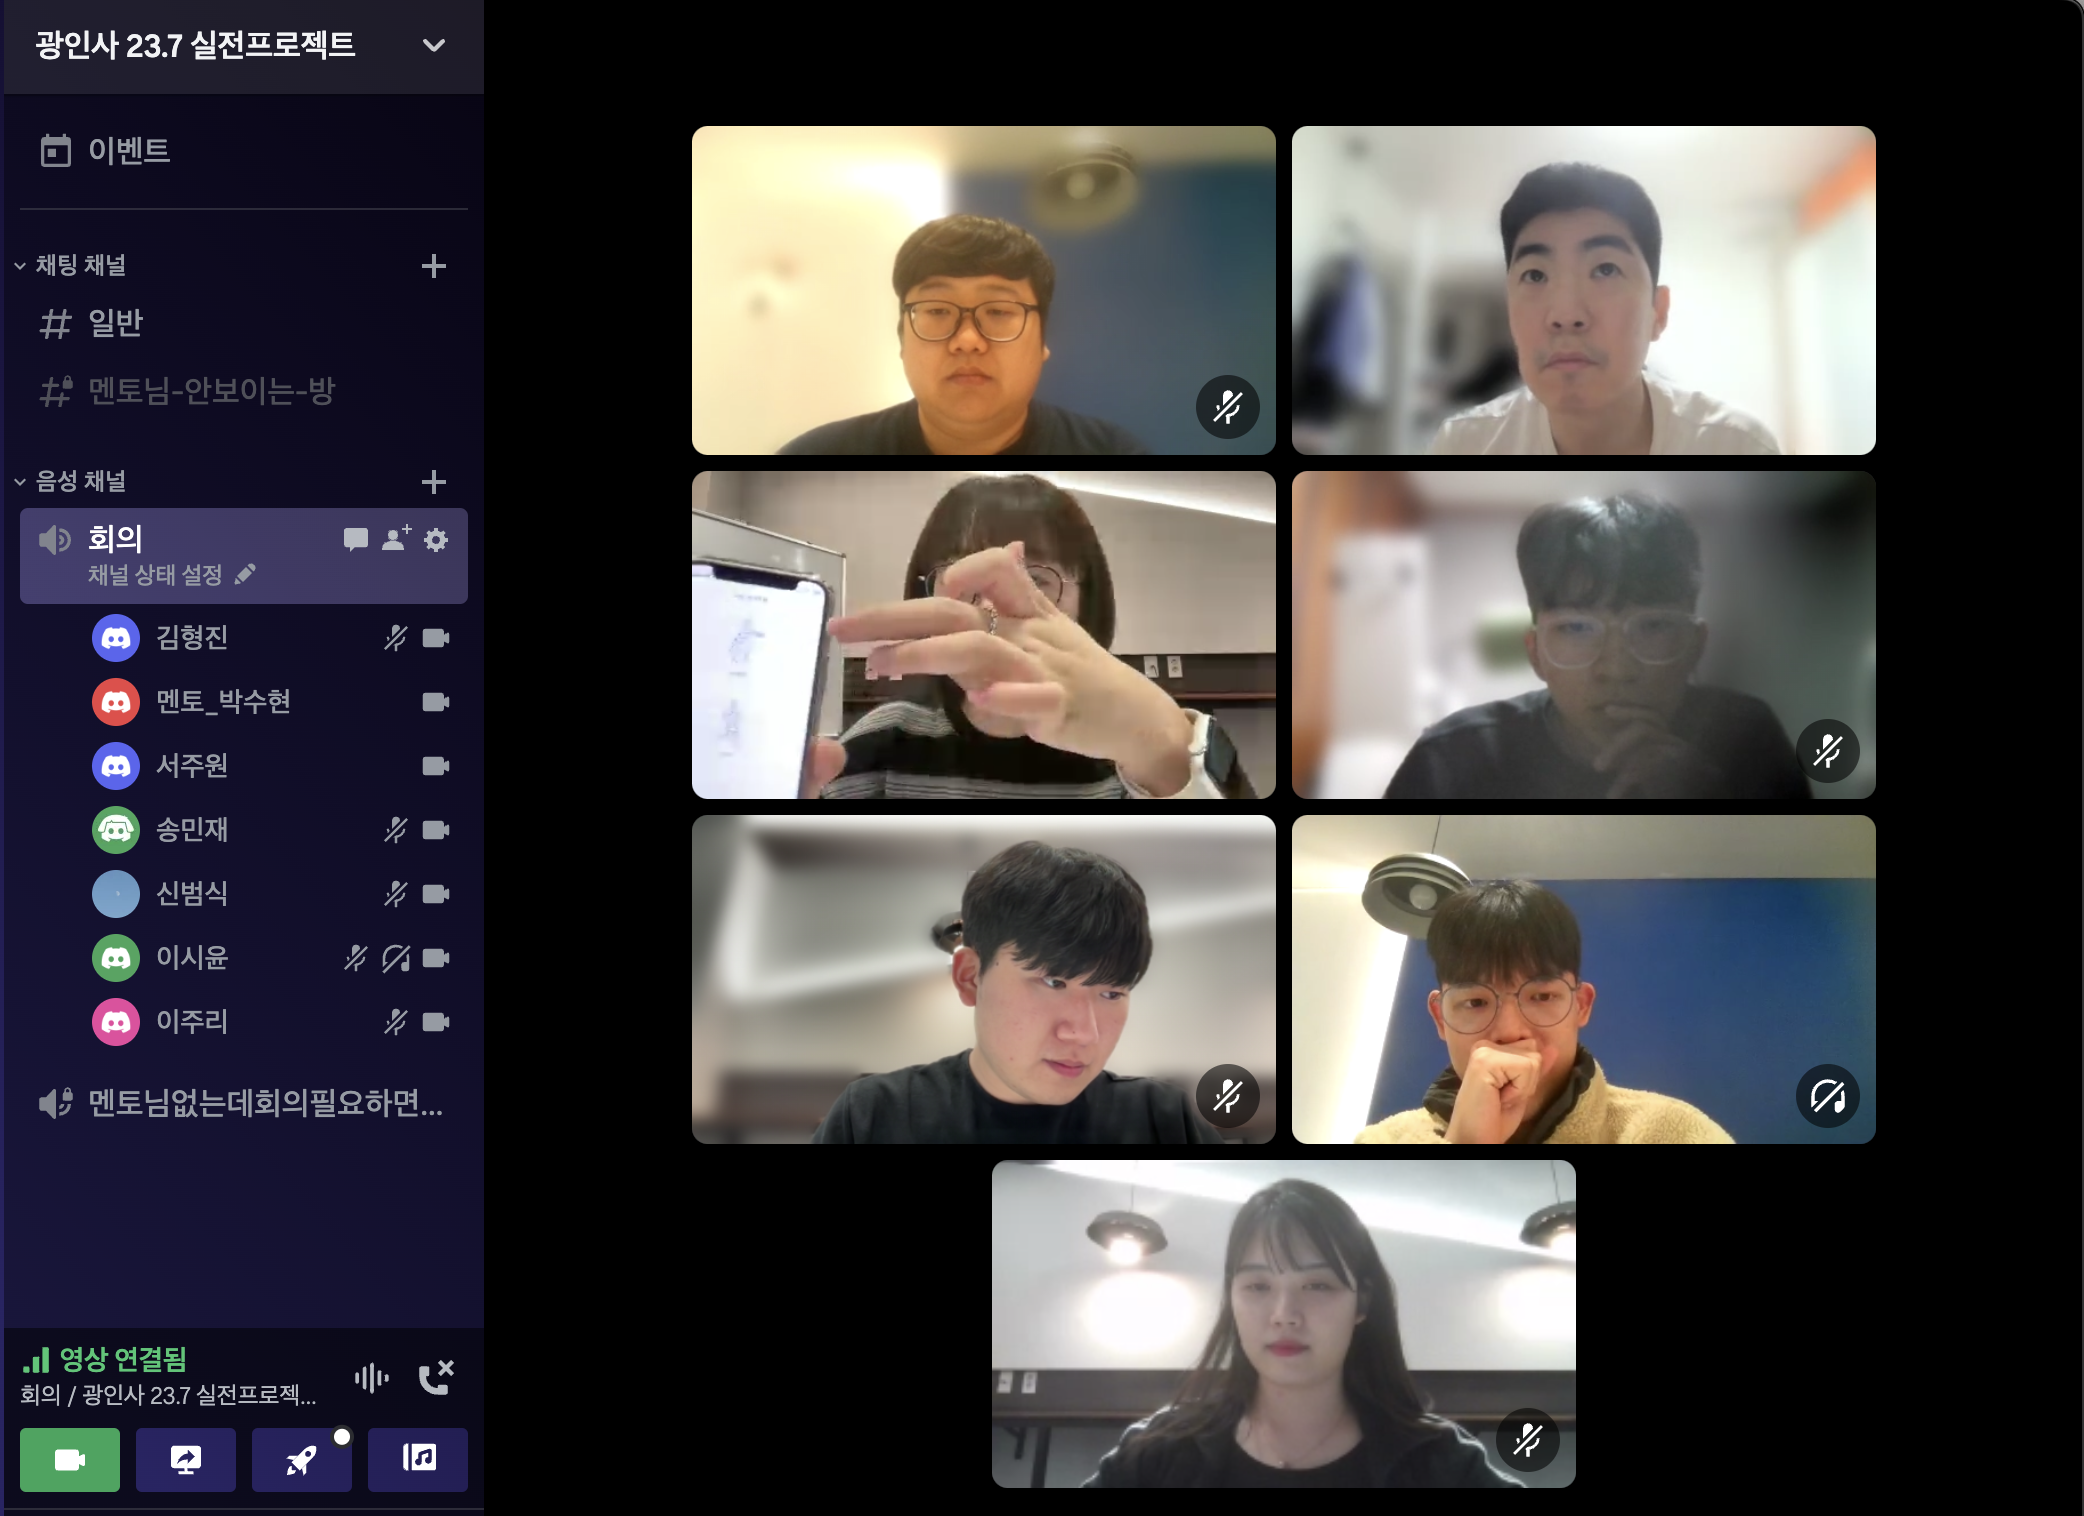 광인사 23.7 실전프로젝트
이벤트
채팅 채널
일반
멘토님-안보이는-방
음성 채널
회의
채널 상태 설정
김형진
멘토_박수현
서주원
송민재
신범식
이시윤
이주리
멘토님없는데회의필요하면...
영상 연결됨
회의 / 광인사 23.7 실전프로젝...